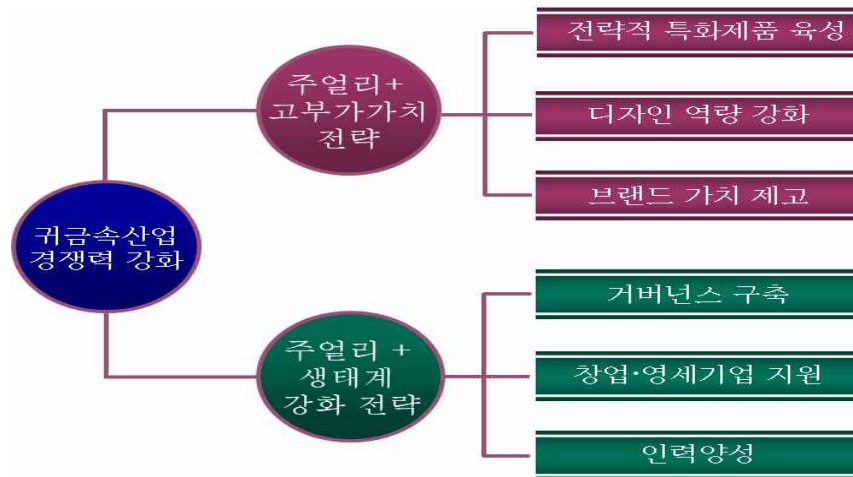 귀금속산업
경쟁력 강화
주얼리+
고부가가치
전략
전략적 특화제품 육성
디자인 역량 강화
브랜드 가치 제고
주얼리 +
생태계
강화 전략
거버넌스 구축
창업·영세기업 지원
인력양성